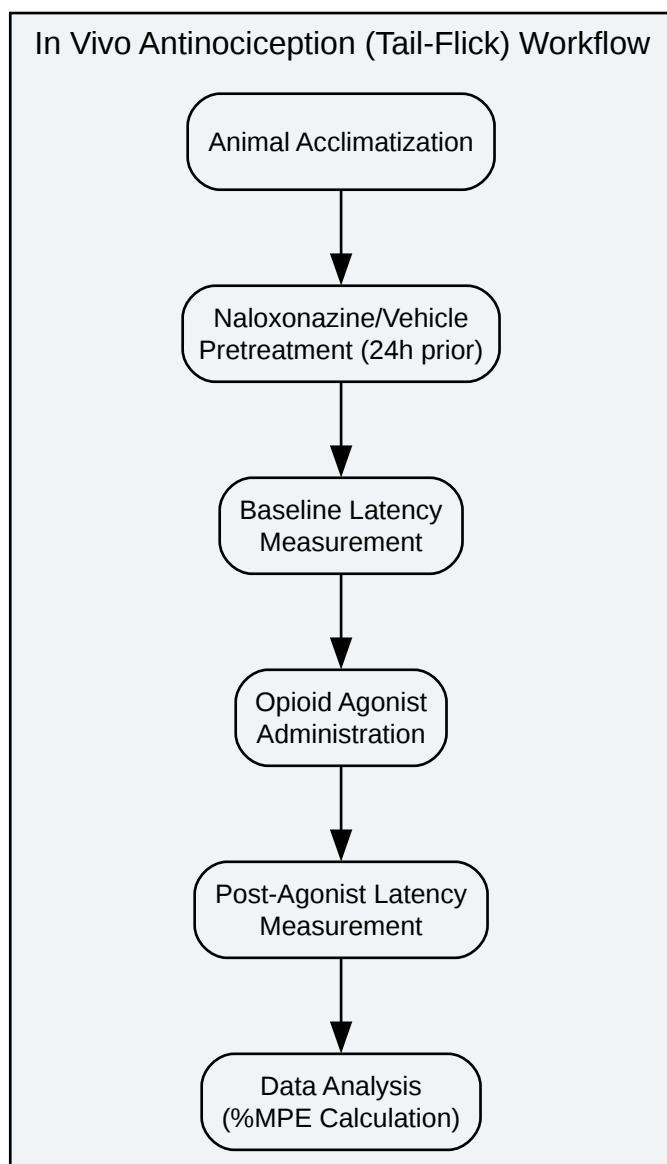 In Vivo Antinociception (Tail-Flick) Workflow
Animal Acclimatization
Naloxonazine/Vehicle
Pretreatment (24h prior)
Baseline Latency
Measurement
Opioid Agonist
Administration
Post-Agonist Latency
Measurement
Data Analysis
(%MPE Calculation)